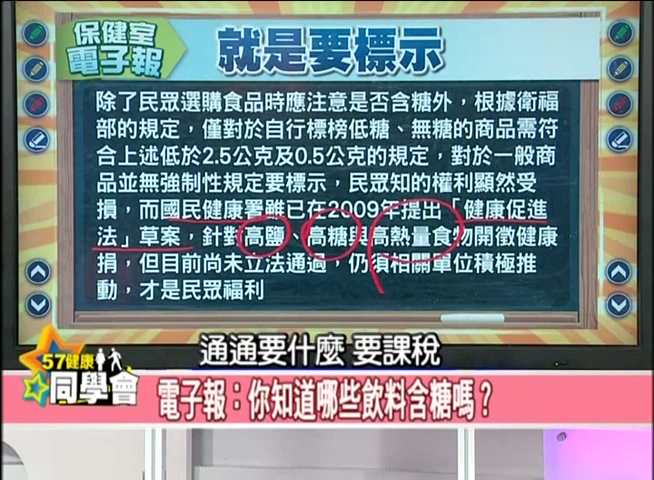 保健室
電子報
就是要標示
除了民眾選購食品時應注意是否含糖外，根據衛福
部的規定，僅對於自行標榜低糖、無糖的商品需符
合上述低於2.5公克及0.5公克的規定，對於一般商
品並無強制性規定要標示，民眾知的權利顯然受
損，而國民健康署雖已在2009年提出「健康促進
法」草案，針對高鹽、高糖與高熱量食物開徵健康
捐，但目前尚未立法通過，仍須相關單位積極推
動，才是民眾福利
通通要什麼 要課稅
57健康
同學會
電子報：你知道哪些飲料含糖嗎？